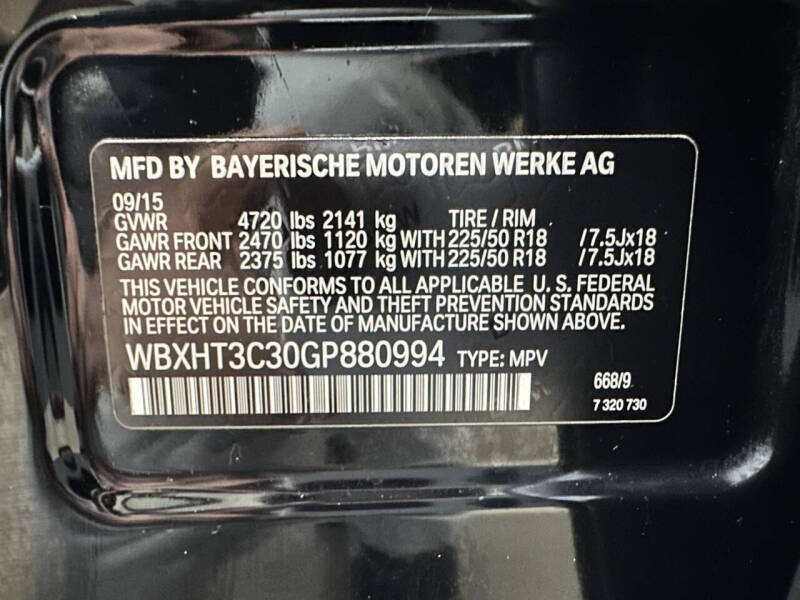 MFD BY BAYERISCHE MOTOREN WERKE AG
09/15
GVWR 4720 lbs 2141 kg TIRE / RIM
GAWR FRONT 2470 lbs 1120 kg WITH 225/50 R18 /7.5Jx18
GAWR REAR 2375 lbs 1077 kg WITH 225/50 R18 /7.5Jx18
THIS VEHICLE CONFORMS TO ALL APPLICABLE U. S. FEDERAL
MOTOR VEHICLE SAFETY AND THEFT PREVENTION STANDARDS
IN EFFECT ON THE DATE OF MANUFACTURE SHOWN ABOVE.
WBXHT3C30GP880994 TYPE: MPV
668/9
7 320 730